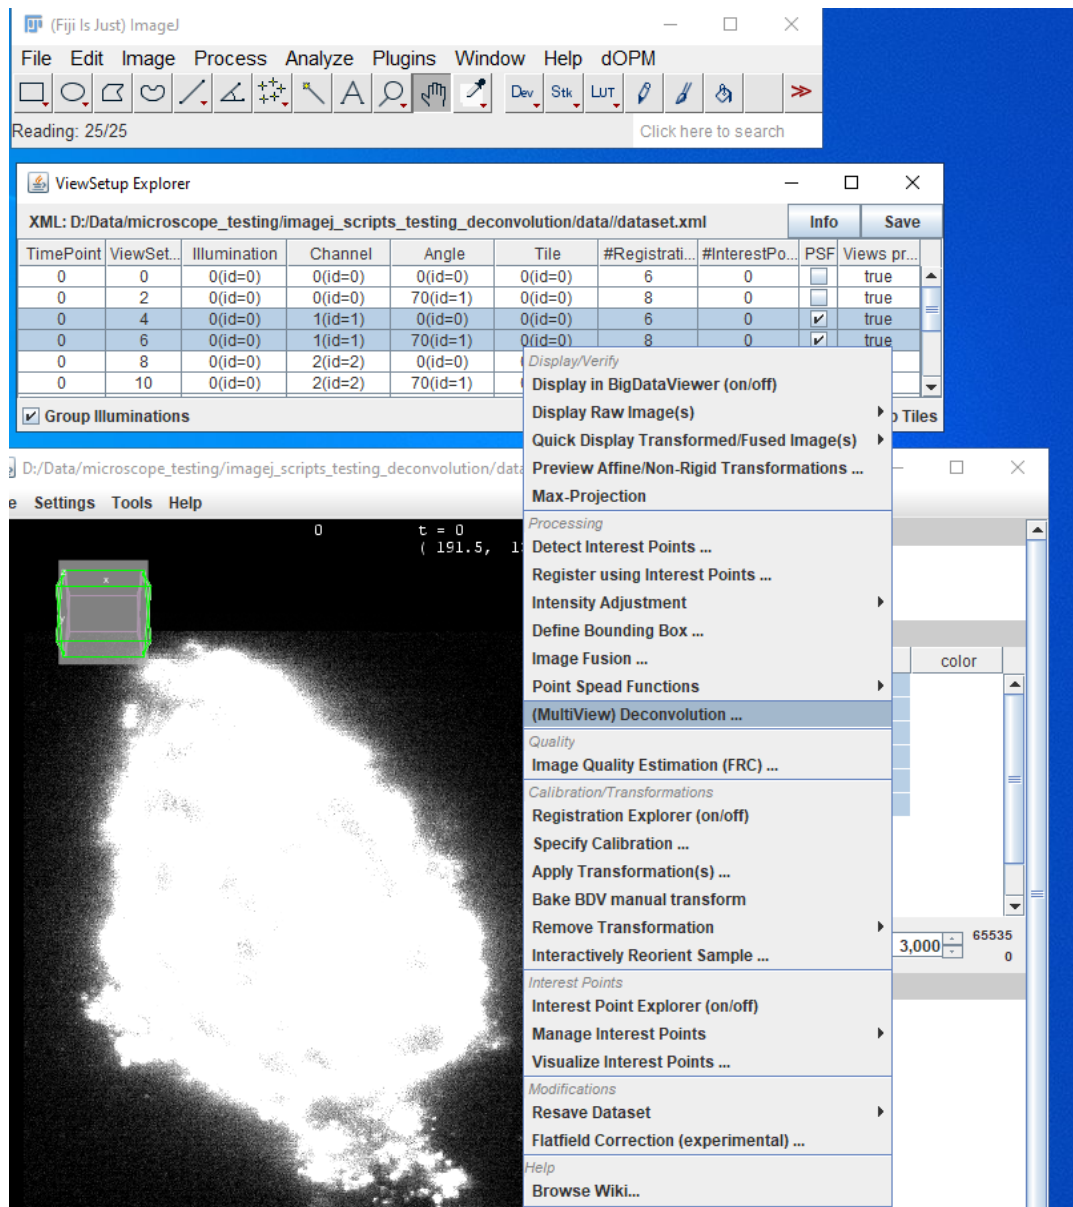 (Fiji Is Just) ImageJ
File Edit Image Process Analyze Plugins Window Help dOPM
A Dev Stk LUT
Reading: 25/25 Click here to search
ViewSetup Explorer
XML: D:/Data/microscope_testing/imagej_scripts_testing_deconvolution/data//dataset.xml Info Save
TimePoint ViewSet... Illumination Channel Angle Tile #Registrati... #InterestPo... PSF Views pr...
0 0 0(id=0) 0(id=0) 0(id=0) 0(id=0) 6 0 true
0 2 0(id=0) 0(id=0) 70(id=1) 0(id=0) 8 0 true
0 4 0(id=0) 1(id=1) 0(id=0) 0(id=0) 6 0 true
0 6 0(id=0) 1(id=1) 70(id=1) 0(id=0) 8 0 true
0 8 0(id=0) 2(id=2) 0(id=0)
0 10 0(id=0) 2(id=2) 70(id=1)
Group Illuminations Tiles
D:/Data/microscope_testing/imagej_scripts_testing_deconvolution/data
Settings Tools Help
0 t = 0
( 191.5,
z
x
y
Display/Verify
Display in BigDataViewer (on/off)
Display Raw Image(s)
Quick Display Transformed/Fused Image(s)
Preview Affine/Non-Rigid Transformations ...
Max-Projection
Processing
Detect Interest Points ...
Register using Interest Points ...
Intensity Adjustment
Define Bounding Box ...
Image Fusion ...
Point Spead Functions
(MultiView) Deconvolution ...
Quality
Image Quality Estimation (FRC) ...
Calibration/Transformations
Registration Explorer (on/off)
Specify Calibration ...
Apply Transformation(s) ...
Bake BDV manual transform
Remove Transformation
Interactively Reorient Sample ...
Interest Points
Interest Point Explorer (on/off)
Manage Interest Points
Visualize Interest Points ...
Modifications
Resave Dataset
Flatfield Correction (experimental) ...
Help
Browse Wiki...
color
3,000 65535
0